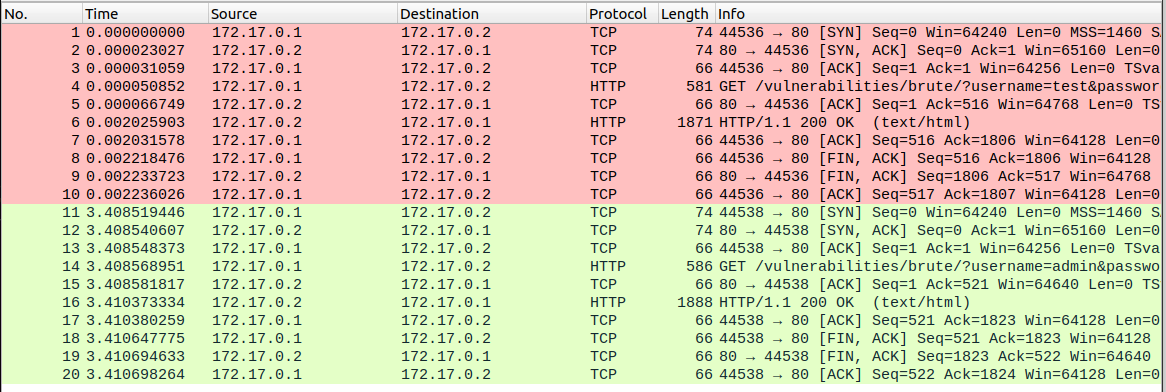 No. Time Source Destination Protocol Length Info
1 0.000000000 172.17.0.1 172.17.0.2 TCP 74 44536 → 80 [SYN] Seq=0 Win=64240 Len=0 MSS=1460 S
2 0.000023027 172.17.0.2 172.17.0.1 TCP 74 80 → 44536 [SYN, ACK] Seq=0 Ack=1 Win=65160 Len=0
3 0.000031059 172.17.0.1 172.17.0.2 TCP 66 44536 → 80 [ACK] Seq=1 Ack=1 Win=64256 Len=0 TSva
4 0.000050852 172.17.0.1 172.17.0.2 HTTP 581 GET /vulnerabilities/brute/?username=test&passwor
5 0.000066749 172.17.0.2 172.17.0.1 TCP 66 80 → 44536 [ACK] Seq=1 Ack=516 Win=64768 Len=0 TS
6 0.002025903 172.17.0.2 172.17.0.1 HTTP 1871 HTTP/1.1 200 OK (text/html)
7 0.002031578 172.17.0.1 172.17.0.2 TCP 66 44536 → 80 [ACK] Seq=516 Ack=1806 Win=64128 Len=0
8 0.002218476 172.17.0.1 172.17.0.2 TCP 66 44536 → 80 [FIN, ACK] Seq=516 Ack=1806 Win=64128
9 0.002233723 172.17.0.2 172.17.0.1 TCP 66 80 → 44536 [FIN, ACK] Seq=1806 Ack=517 Win=64768
10 0.002236026 172.17.0.1 172.17.0.2 TCP 66 44536 → 80 [ACK] Seq=517 Ack=1807 Win=64128 Len=0
11 3.408519446 172.17.0.1 172.17.0.2 TCP 74 44538 → 80 [SYN] Seq=0 Win=64240 Len=0 MSS=1460 S
12 3.408540607 172.17.0.2 172.17.0.1 TCP 74 80 → 44538 [SYN, ACK] Seq=0 Ack=1 Win=65160 Len=0
13 3.408548373 172.17.0.1 172.17.0.2 TCP 66 44538 → 80 [ACK] Seq=1 Ack=1 Win=64256 Len=0 TSva
14 3.408568951 172.17.0.1 172.17.0.2 HTTP 586 GET /vulnerabilities/brute/?username=admin&passwo
15 3.408581817 172.17.0.2 172.17.0.1 TCP 66 80 → 44538 [ACK] Seq=1 Ack=521 Win=64640 Len=0 TS
16 3.410373334 172.17.0.2 172.17.0.1 HTTP 1888 HTTP/1.1 200 OK (text/html)
17 3.410380259 172.17.0.1 172.17.0.2 TCP 66 44538 → 80 [ACK] Seq=521 Ack=1823 Win=64128 Len=0
18 3.410647775 172.17.0.1 172.17.0.2 TCP 66 44538 → 80 [FIN, ACK] Seq=521 Ack=1823 Win=64128
19 3.410694633 172.17.0.2 172.17.0.1 TCP 66 80 → 44538 [FIN, ACK] Seq=1823 Ack=522 Win=64640
20 3.410698264 172.17.0.1 172.17.0.2 TCP 66 44538 → 80 [ACK] Seq=522 Ack=1824 Win=64128 Len=0